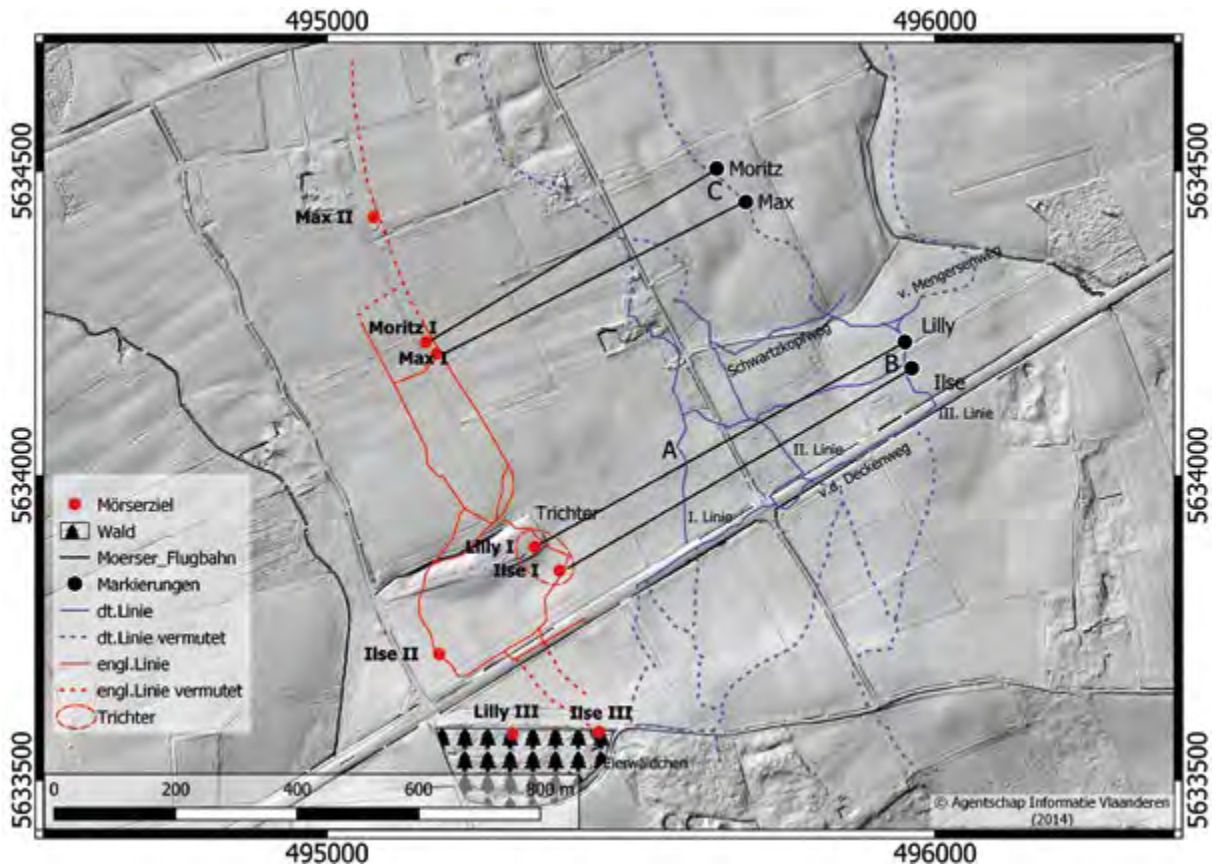 495000
496000
5634500
5634500
Moritz
C
Max
Max II
v. Mengersenweg
Moritz I
Max I
Lilly
Schwartzkopfweg
B
Ilse
III. Linie
A
II. Linie
5634000
5634000
v.d. Deckenweg
Trichter
I. Linie
Lilly I
Ilse I
Mörserziel
Wald
Moerser_Flugbahn
Markierungen
dt.Linie
dt.Linie vermutet
engl.Linie
engl.Linie vermutet
Trichter
Ilse II
Lilly III
Ilse III
Eierwäldchen
5633500
5633500
0 200 400 600 800 m
© Agentschap Informatie Vlaanderen
(2014)
495000
496000